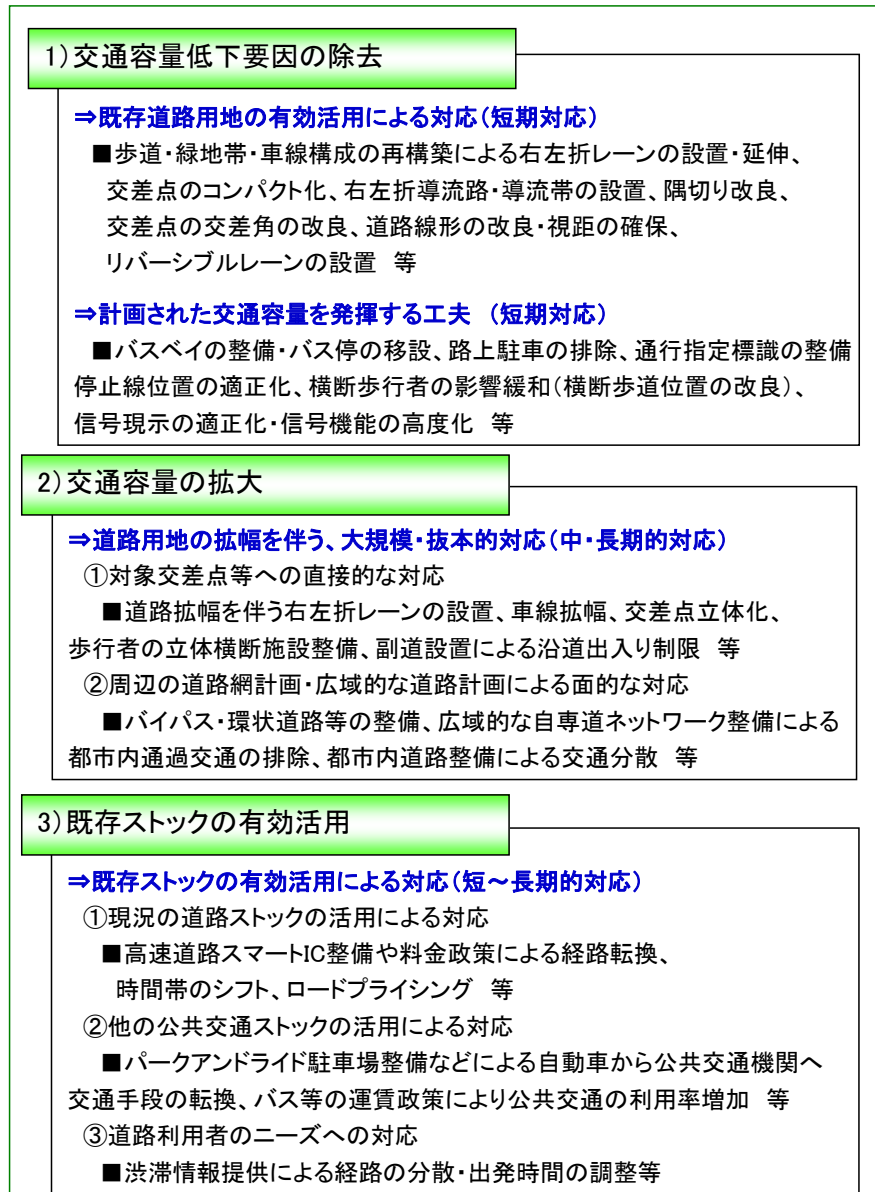 1)交通容量低下要因の除去
⇒既存道路用地の有効活用による対応(短期対応)
■歩道・緑地帯・車線構成の再構築による右左折レーンの設置・延伸、
交差点のコンパクト化、右左折導流路・導流帯の設置、隅切り改良、
交差点の交差角の改良、道路線形の改良・視距の確保、
リバーシブルレーンの設置 等
⇒計画された交通容量を発揮する工夫 (短期対応)
■バスベイの整備・バス停の移設、路上駐車の排除、通行指定標識の整備
停止線位置の適正化、横断歩行者の影響緩和(横断歩道位置の改良)、
信号現示の適正化・信号機能の高度化 等
2)交通容量の拡大
⇒道路用地の拡幅を伴う、大規模・抜本的対応(中・長期的対応)
①対象交差点等への直接的な対応
■道路拡幅を伴う右左折レーンの設置、車線拡幅、交差点立体化、
歩行者の立体横断施設整備、副道設置による沿道出入り制限 等
②周辺の道路網計画・広域的な道路計画による面的な対応
■バイパス・環状道路等の整備、広域的な自専道ネットワーク整備による
都市内通過交通の排除、都市内道路整備による交通分散 等
3)既存ストックの有効活用
⇒既存ストックの有効活用による対応(短~長期的対応)
①現況の道路ストックの活用による対応
■高速道路スマートIC整備や料金政策による経路転換、
時間帯のシフト、ロードプライシング 等
②他の公共交通ストックの活用による対応
■パークアンドライド駐車場整備などによる自動車から公共交通機関へ
交通手段の転換、バス等の運賃政策により公共交通の利用率増加 等
③道路利用者のニーズへの対応
■渋滞情報提供による経路の分散・出発時間の調整等